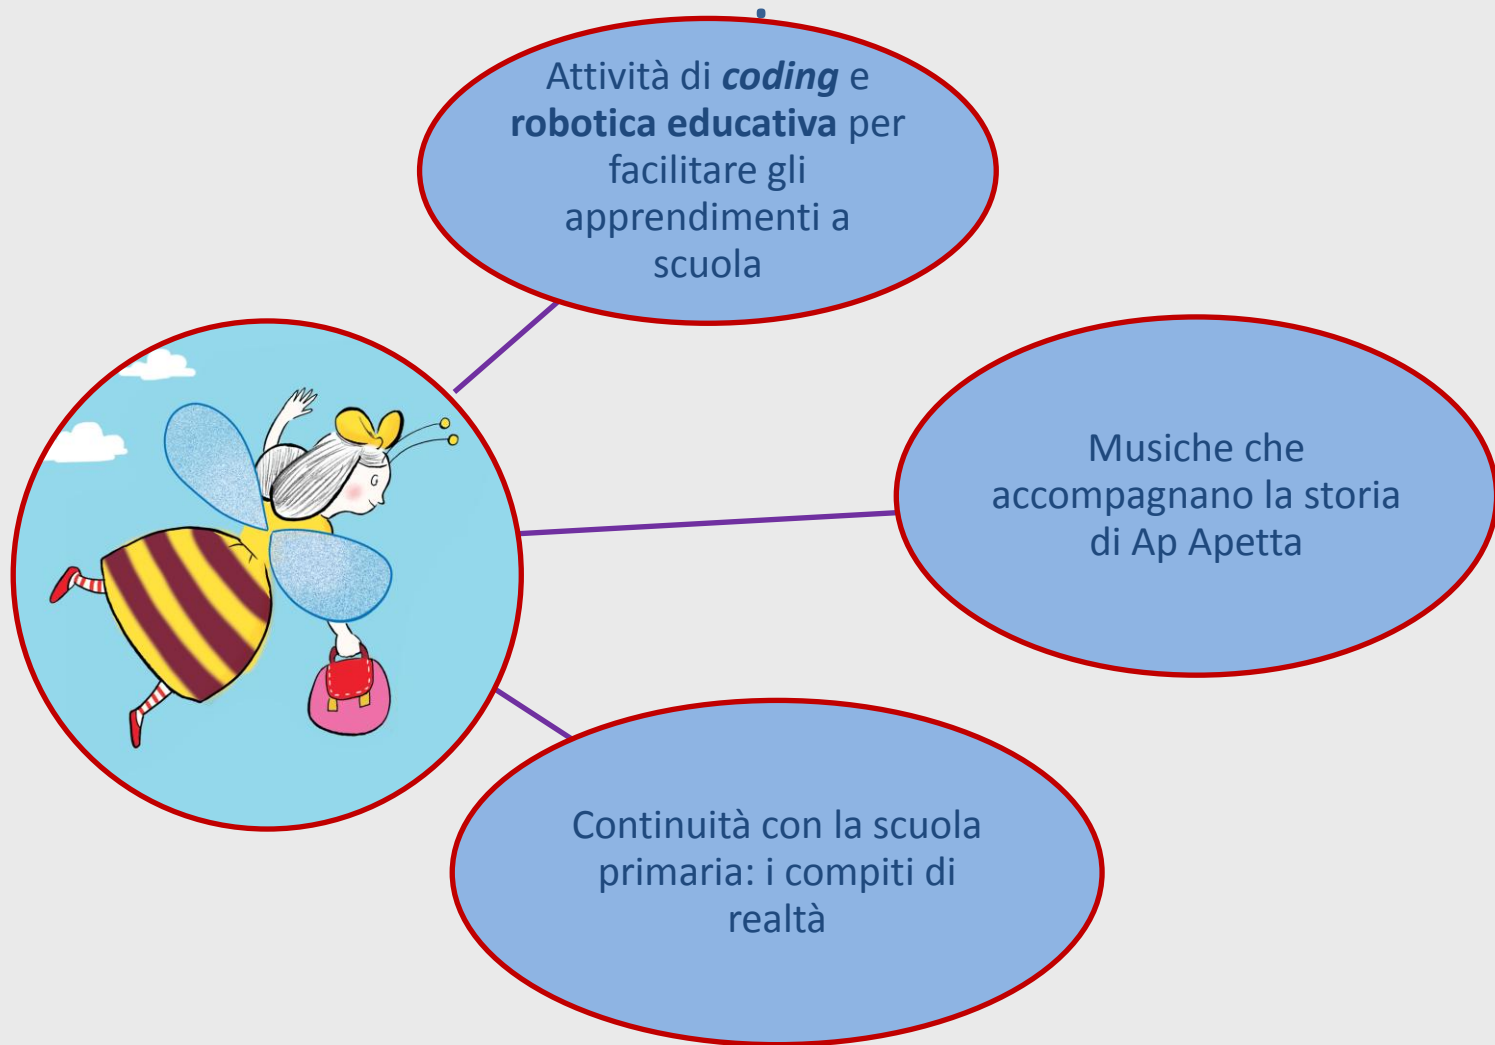 Attività di coding e
robotica educativa per
facilitare gli
apprendimenti a
scuola
Musiche che
accompagnano la storia
di Ap Apetta
Continuità con la scuola
primaria: i compiti di
realtà